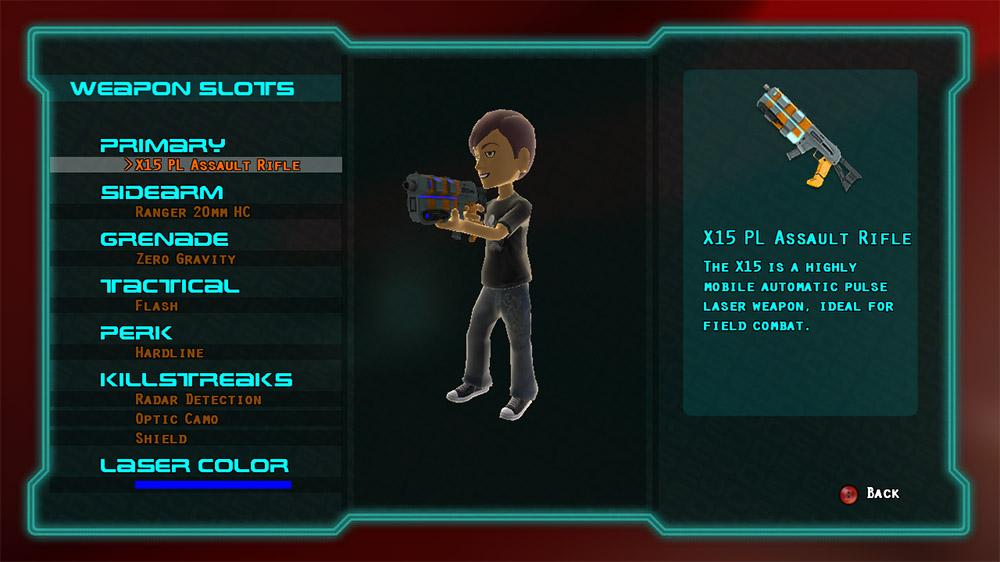 WEAPON SLOTS
PRIMARY
>X15 PL ASSAULT RIFLE
SIDEARM
RANGER 20MM HC
GRENADE
ZERO GRAVITY
TACTICAL
FLASH
PERK
HARDLINE
KILLSTREAKS
RADAR DETECTION
OPTIC CAMO
SHIELD
LASER COLOR
X15 PL ASSAULT RIFLE
THE X15 IS A HIGHLY
MOBILE AUTOMATIC PULSE
LASER WEAPON, IDEAL FOR
FIELD COMBAT.
BACK